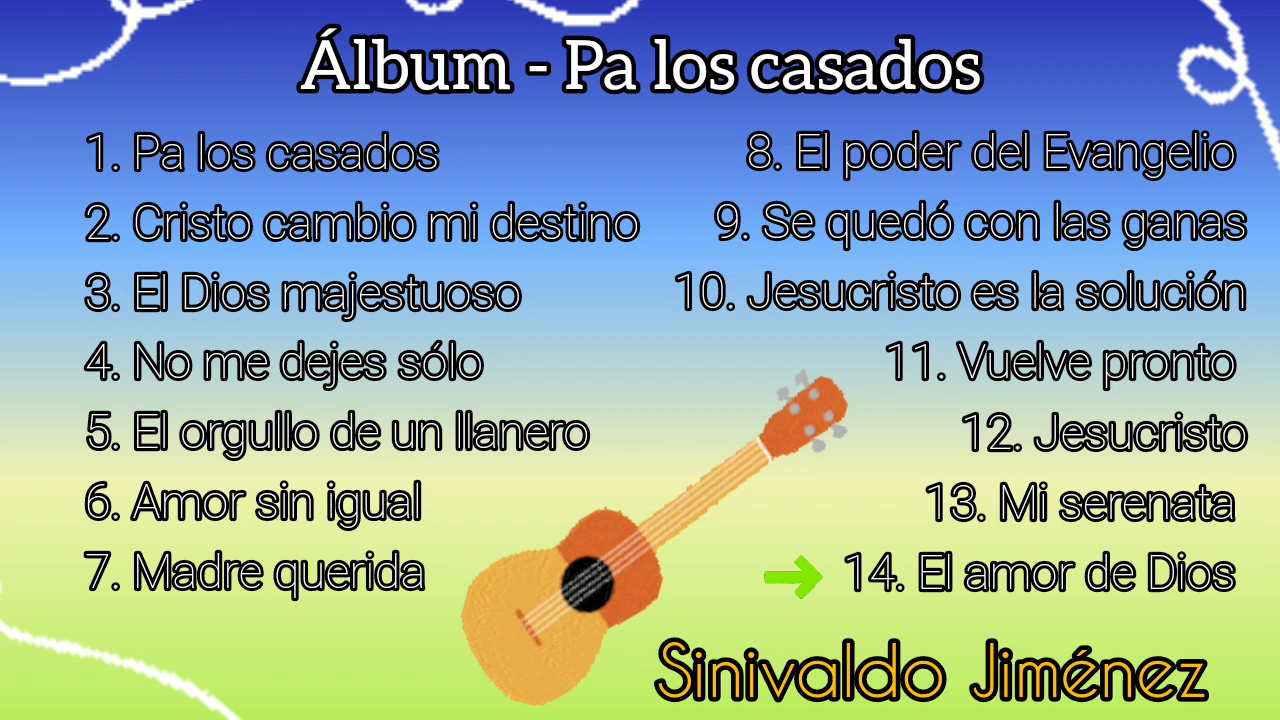 Álbum - Pa los casados
1. Pa los casados
2. Cristo cambio mi destino
3. El Dios majestuoso
4. No me dejes sólo
5. El orgullo de un llanero
6. Amor sin igual
7. Madre querida
8. El poder del Evangelio
9. Se quedó con las ganas
10. Jesucristo es la solución
11. Vuelve pronto
12. Jesucristo
13. Mi serenata
14. El amor de Dios
Sinivaldo Jiménez